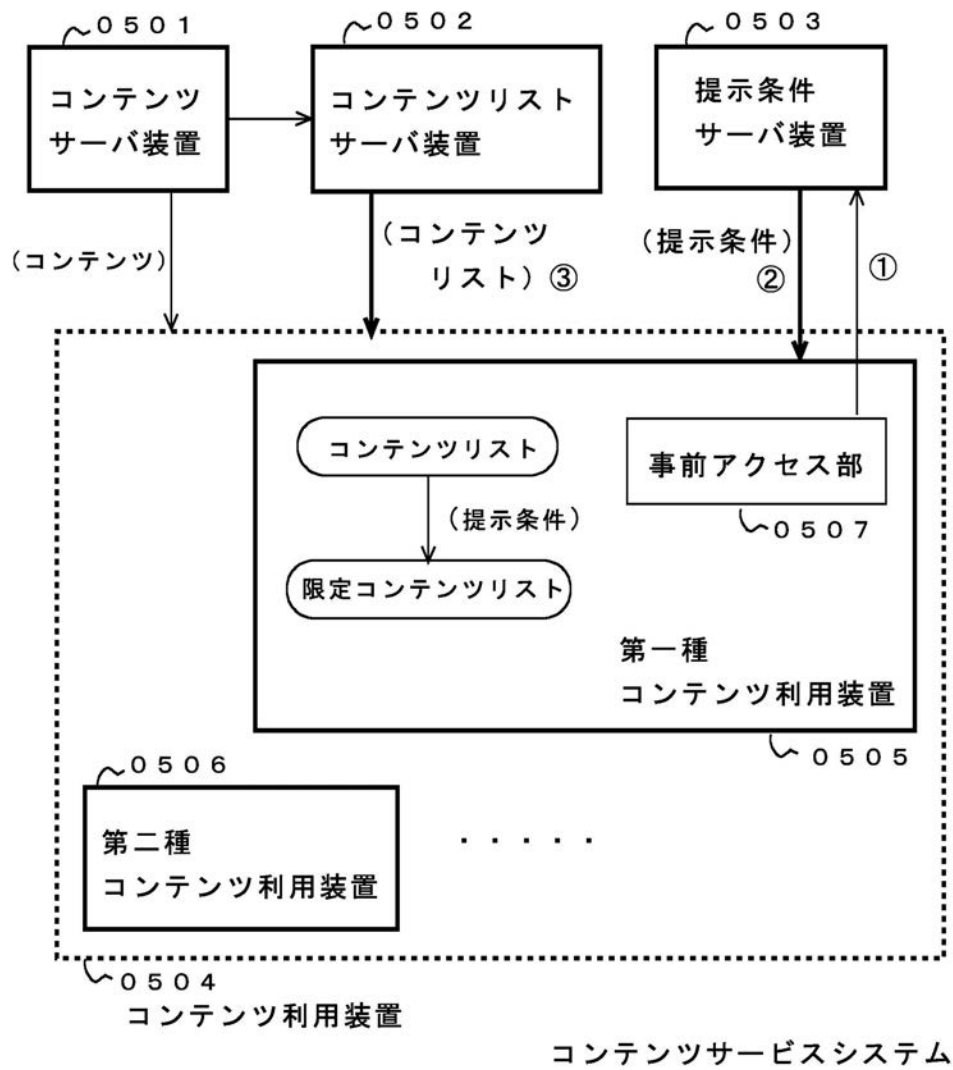 ０５０１
０５０２
０５０３
コンテンツ
サーバ装置
コンテンツリスト
サーバ装置
提示条件
サーバ装置
（コンテンツ）
（コンテンツ
リスト）③
（提示条件）
②
①
コンテンツリスト
（提示条件）
限定コンテンツリスト
事前アクセス部
０５０７
第一種
コンテンツ利用装置
０５０５
０５０６
第二種
コンテンツ利用装置
・・・・・
０５０４
コンテンツ利用装置
コンテンツサービスシステム